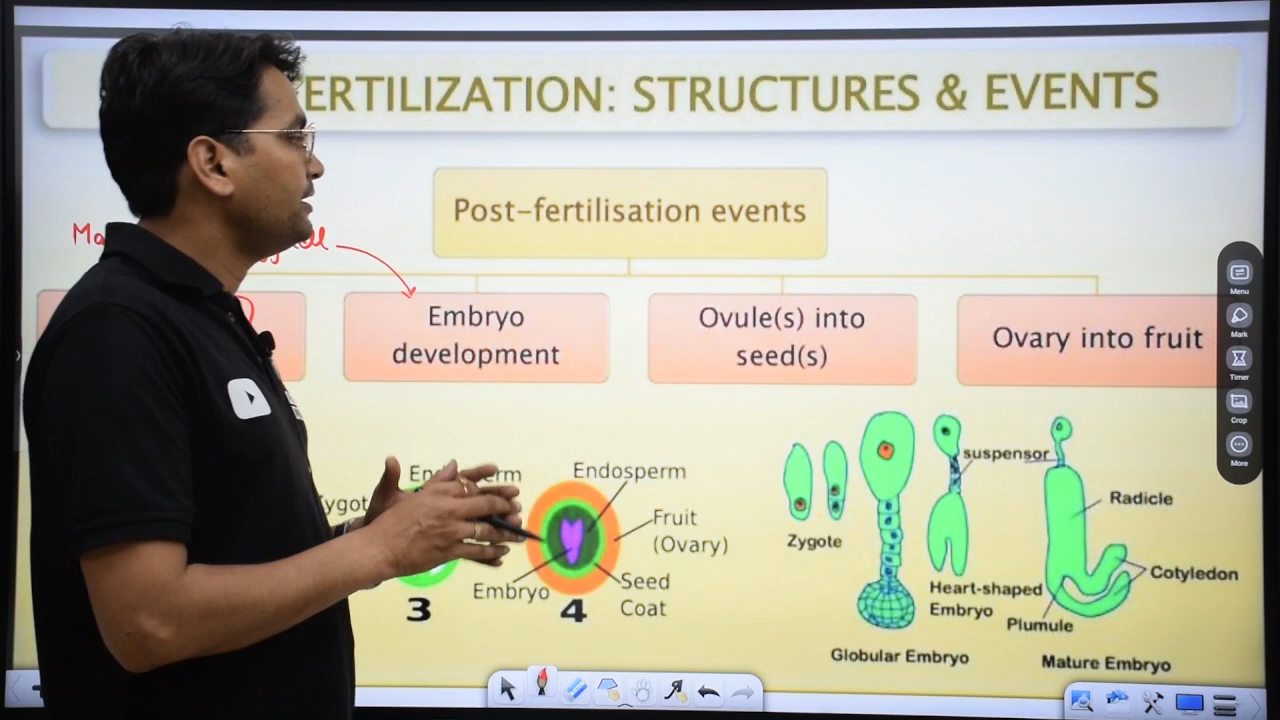 ERTILIZATION: STRUCTURES & EVENTS
Post-fertilisation events
Ma
Embryo
development
Ovule(s) into
seed(s)
Ovary into fruit
Menu
Mark
Timer
Crop
More
Endosperm
Fruit
(Ovary)
Seed
Coat
Embryo
3
4
suspensor
Radicle
Zygote
Cotyledon
Heart-shaped
Embryo
Plumule
Globular Embryo
Mature Embryo